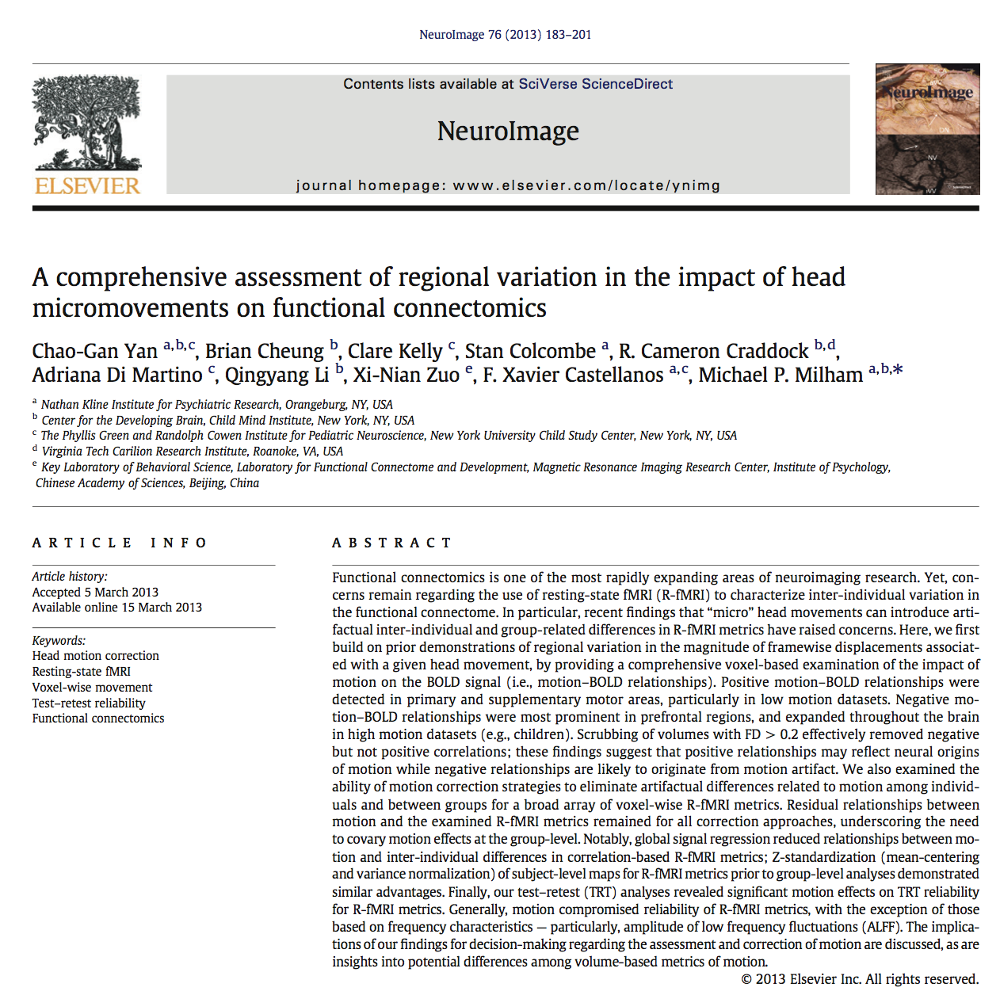 NeuroImage 76 (2013) 183–201
Contents lists available at SciVerse ScienceDirect
NeuroImage
journal homepage: www.elsevier.com/locate/ynimg
ELSEVIER
NeuroImage
DN
NV
A comprehensive assessment of regional variation in the impact of head
micromovements on functional connectomics
Chao-Gan Yan a,b,c, Brian Cheung b, Clare Kelly c, Stan Colcombe a, R. Cameron Craddock b,d,
Adriana Di Martino c, Qingyang Li b, Xi-Nian Zuo e, F. Xavier Castellanos a,c, Michael P. Milham a,b,*
a Nathan Kline Institute for Psychiatric Research, Orangeburg, NY, USA
b Center for the Developing Brain, Child Mind Institute, New York, NY, USA
c The Phyllis Green and Randolph Cowen Institute for Pediatric Neuroscience, New York University Child Study Center, New York, NY, USA
d Virginia Tech Carilion Research Institute, Roanoke, VA, USA
e Key Laboratory of Behavioral Science, Laboratory for Functional Connectome and Development, Magnetic Resonance Imaging Research Center, Institute of Psychology,
Chinese Academy of Sciences, Beijing, China
ARTICLE INFO
Article history:
Accepted 5 March 2013
Available online 15 March 2013
Keywords:
Head motion correction
Resting-state fMRI
Voxel-wise movement
Test–retest reliability
Functional connectomics
ABSTRACT
Functional connectomics is one of the most rapidly expanding areas of neuroimaging research. Yet, con-
cerns remain regarding the use of resting-state fMRI (R-fMRI) to characterize inter-individual variation in
the functional connectome. In particular, recent findings that “micro” head movements can introduce arti-
factual inter-individual and group-related differences in R-fMRI metrics have raised concerns. Here, we first
build on prior demonstrations of regional variation in the magnitude of framewise displacements associat-
ed with a given head movement, by providing a comprehensive voxel-based examination of the impact of
motion on the BOLD signal (i.e., motion–BOLD relationships). Positive motion–BOLD relationships were
detected in primary and supplementary motor areas, particularly in low motion datasets. Negative mo-
tion–BOLD relationships were most prominent in prefrontal regions, and expanded throughout the brain
in high motion datasets (e.g., children). Scrubbing of volumes with FD > 0.2 effectively removed negative
but not positive correlations; these findings suggest that positive relationships may reflect neural origins
of motion while negative relationships are likely to originate from motion artifact. We also examined the
ability of motion correction strategies to eliminate artifactual differences related to motion among individ-
uals and between groups for a broad array of voxel-wise R-fMRI metrics. Residual relationships between
motion and the examined R-fMRI metrics remained for all correction approaches, underscoring the need
to covary motion effects at the group-level. Notably, global signal regression reduced relationships between mo-
tion and inter-individual differences in correlation-based R-fMRI metrics; Z-standardization (mean-centering
and variance normalization) of subject-level maps for R-fMRI metrics prior to group-level analyses demonstrated
similar advantages. Finally, our test–retest (TRT) analyses revealed significant motion effects on TRT reliability
for R-fMRI metrics. Generally, motion compromised reliability of R-fMRI metrics, with the exception of those
based on frequency characteristics — particularly, amplitude of low frequency fluctuations (ALFF). The implica-
tions of our findings for decision-making regarding the assessment and correction of motion are discussed, as are
insights into potential differences among volume-based metrics of motion.
© 2013 Elsevier Inc. All rights reserved.